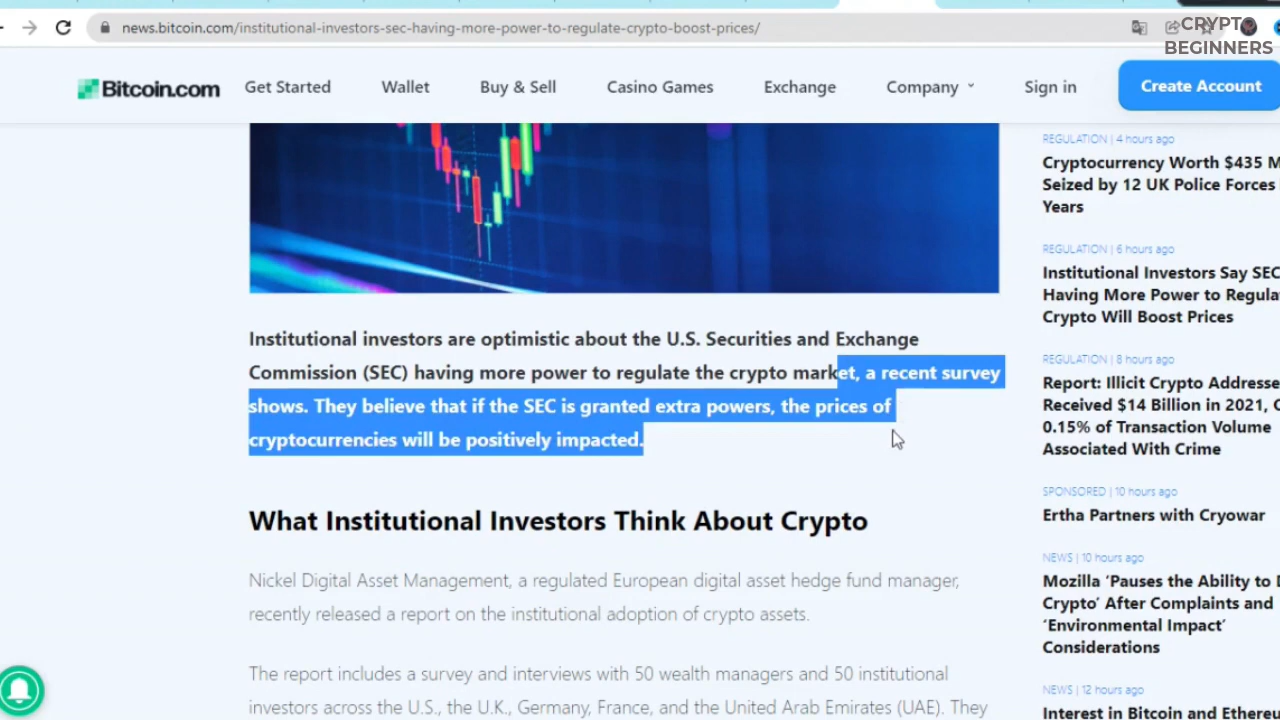 news.bitcoin.com/institutional-investors-sec-having-more-power-to-regulate-crypto-boost-prices/
CRYPTO
BEGINNERS
Bitcoin.com
Get Started
Wallet
Buy & Sell
Casino Games
Exchange
Company
Sign in
Create Account
Institutional investors are optimistic about the U.S. Securities and Exchange
Commission (SEC) having more power to regulate the crypto market, a recent survey
shows. They believe that if the SEC is granted extra powers, the prices of
cryptocurrencies will be positively impacted.
What Institutional Investors Think About Crypto
Nickel Digital Asset Management, a regulated European digital asset hedge fund manager,
recently released a report on the institutional adoption of crypto assets.
The report includes a survey and interviews with 50 wealth managers and 50 institutional
investors across the U.S., the U.K., Germany, France, and the United Arab Emirates (UAE). They
REGULATION | 4 hours ago
Cryptocurrency Worth $435 M
Seized by 12 UK Police Forces
Years
REGULATION | 6 hours ago
Institutional Investors Say SEC
Having More Power to Regula
Crypto Will Boost Prices
REGULATION | 8 hours ago
Report: Illicit Crypto Addresse
Received $14 Billion in 2021,
0.15% of Transaction Volume
Associated With Crime
SPONSORED | 10 hours ago
Ertha Partners with Cryowar
NEWS | 10 hours ago
Mozilla ‘Pauses the Ability to
Crypto’ After Complaints and
‘Environmental Impact’
Considerations
NEWS | 12 hours ago
Interest in Bitcoin and Ethereu